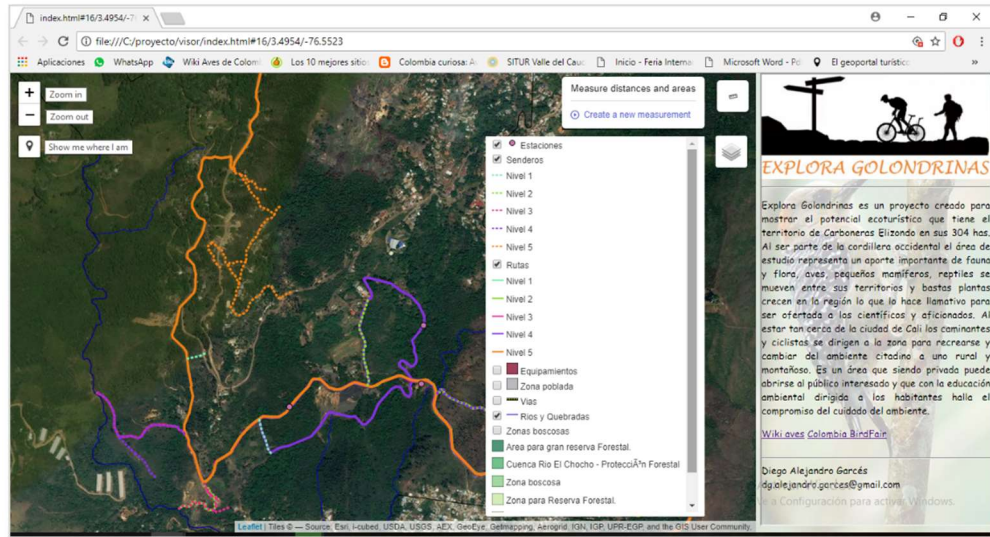 index.html#16/3.4954/-7
file:///C:/proyecto/visor/index.html#16/3.4954/-76.5523
Aplicaciones WhatsApp Wiki Aves de Colom Los 10 mejores sitio Colombia curiosa: A SITUR Valle del Cauc Inicio - Feria Interna Microsoft Word - Pd El geoportal turístico »
+ Zoom in
− Zoom out
Show me where I am
Measure distances and areas
Create a new measurement
Estaciones
Senderos
Nivel 1
Nivel 2
Nivel 3
Nivel 4
Nivel 5
Rutas
Nivel 1
Nivel 2
Nivel 3
Nivel 4
Nivel 5
Equipamientos
Zona poblada
Vias
Rios y Quebradas
Zonas boscosas
Area para gran reserva Forestal.
Cuenca Rio El Chocho - ProtecciÃ³n Forestal
Zona boscosa
Zona para Reserva Forestal.
Leaflet | Tiles © — Source: Esri, i-cubed, USDA, USGS, AEX, GeoEye, Getmapping, Aerogrid, IGN, IGP, UPR-EGP, and the GIS User Community,
EXPLORA GOLONDRINAS
Explora Golondrinas es un proyecto creado para
mostrar el potencial ecoturístico que tiene el
territorio de Carboneras Elizondo en sus 304 has.
Al ser parte de la cordillera occidental el área de
estudio representa un aporte importante de fauna
y flora, aves, pequeños mamíferos, reptiles se
mueven entre sus territorios y bastas plantas
crecen en la región lo que lo hace llamativo para
ser ofertada a los científicos y aficionados. Al
estar tan cerca de la ciudad de Cali los caminantes
y ciclistas se dirigen a la zona para recrearse y
cambiar del ambiente citadino a uno rural y
montañoso. Es un área que siendo privada puede
abrirse al público interesado y que con la educación
ambiental dirigida a los habitantes halla el
compromiso del cuidado del ambiente.
Wiki aves Colombia BirdFair
Diego Alejandro Garcés
dg.alejandro.garces@gmail.com
Ve a Configuración para activar Windows.